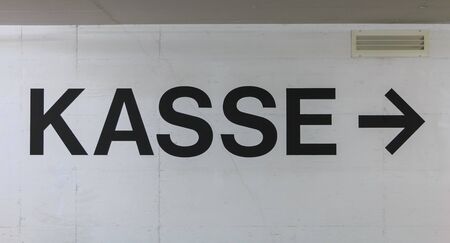 KASSE →